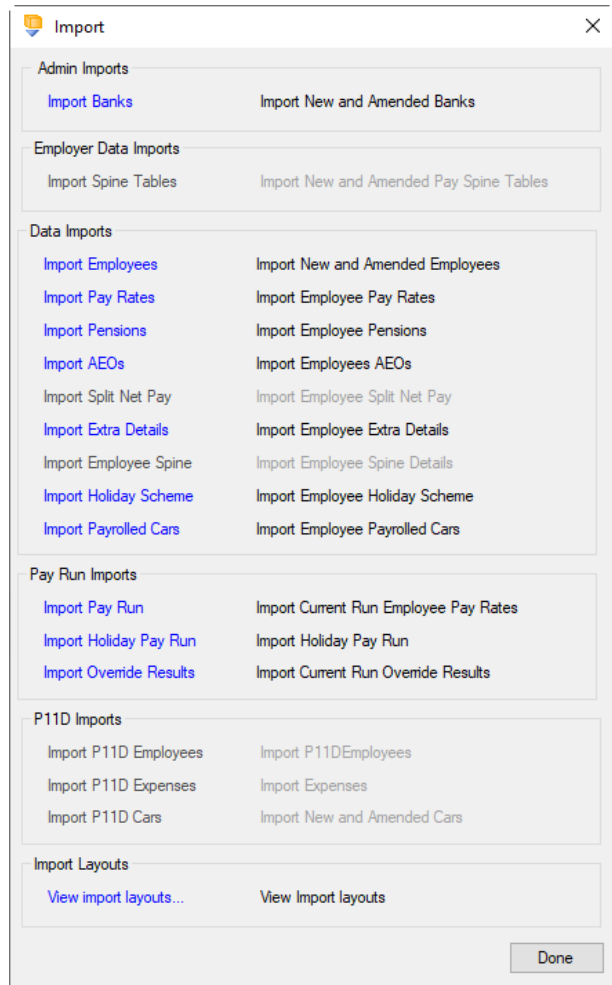 Import
Admin Imports
Import Banks Import New and Amended Banks
Employer Data Imports
Import Spine Tables Import New and Amended Pay Spine Tables
Data Imports
Import Employees Import New and Amended Employees
Import Pay Rates Import Employee Pay Rates
Import Pensions Import Employee Pensions
Import AEOs Import Employees AEOs
Import Split Net Pay Import Employee Split Net Pay
Import Extra Details Import Employee Extra Details
Import Employee Spine Import Employee Spine Details
Import Holiday Scheme Import Employee Holiday Scheme
Import Payrolled Cars Import Employee Payrolled Cars
Pay Run Imports
Import Pay Run Import Current Run Employee Pay Rates
Import Holiday Pay Run Import Holiday Pay Run
Import Override Results Import Current Run Override Results
P11D Imports
Import P11D Employees Import P11DEmployees
Import P11D Expenses Import Expenses
Import P11D Cars Import New and Amended Cars
Import Layouts
View import layouts... View Import layouts
Done